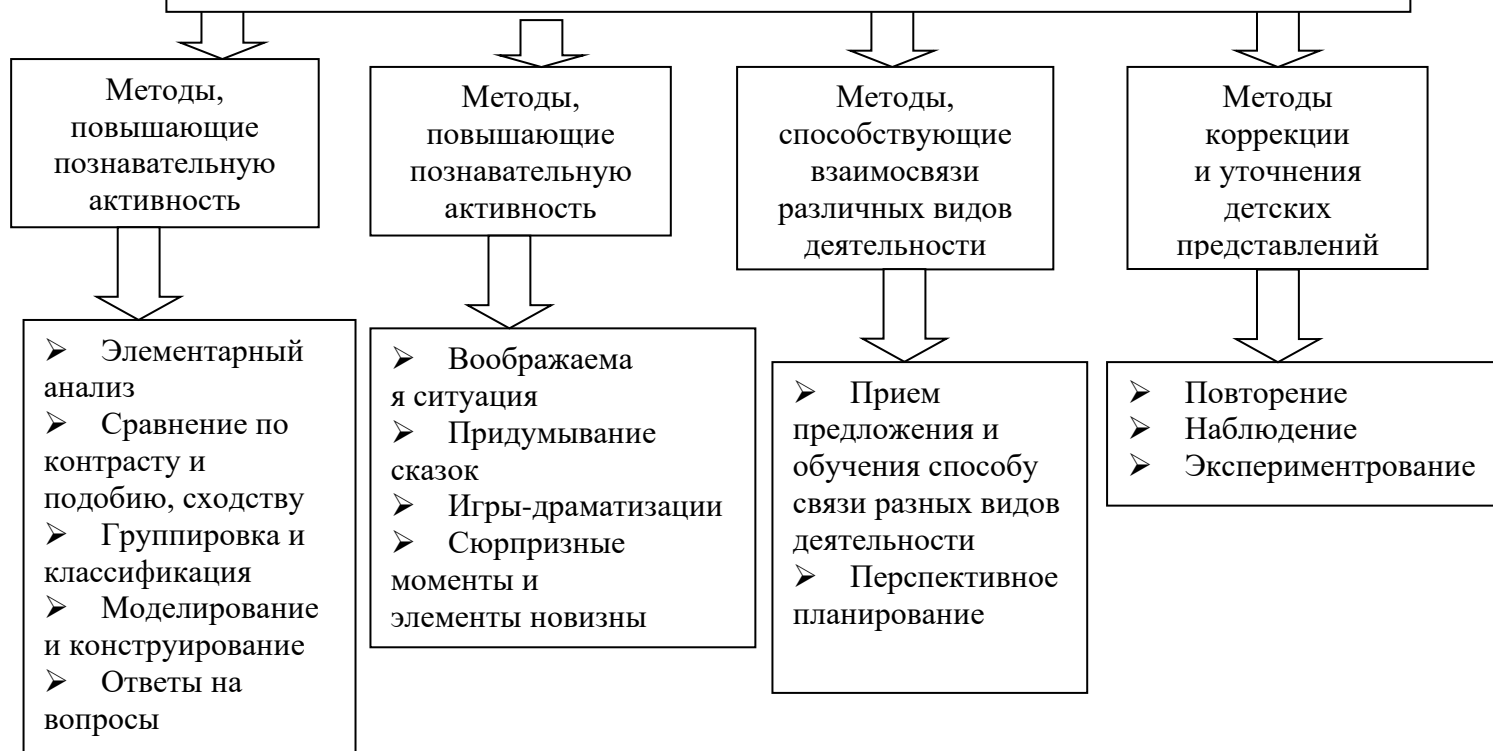 Методы,
повышающие
познавательную
активность
Методы,
повышающие
познавательную
активность
Методы,
способствующие
взаимосвязи
различных видов
деятельности
Методы
коррекции
и уточнения
детских
представлений
➢ Элементарный
анализ
➢ Сравнение по
контрасту и
подобию, сходству
➢ Группировка и
классификация
➢ Моделирование
и конструирование
➢ Ответы на
вопросы
➢ Воображаема
я ситуация
➢ Придумывание
сказок
➢ Игры-драматизации
➢ Сюрпризные
моменты и
элементы новизны
➢ Прием
предложения и
обучения способу
связи разных видов
деятельности
➢ Перспективное
планирование
➢ Повторение
➢ Наблюдение
➢ Экспериментрование